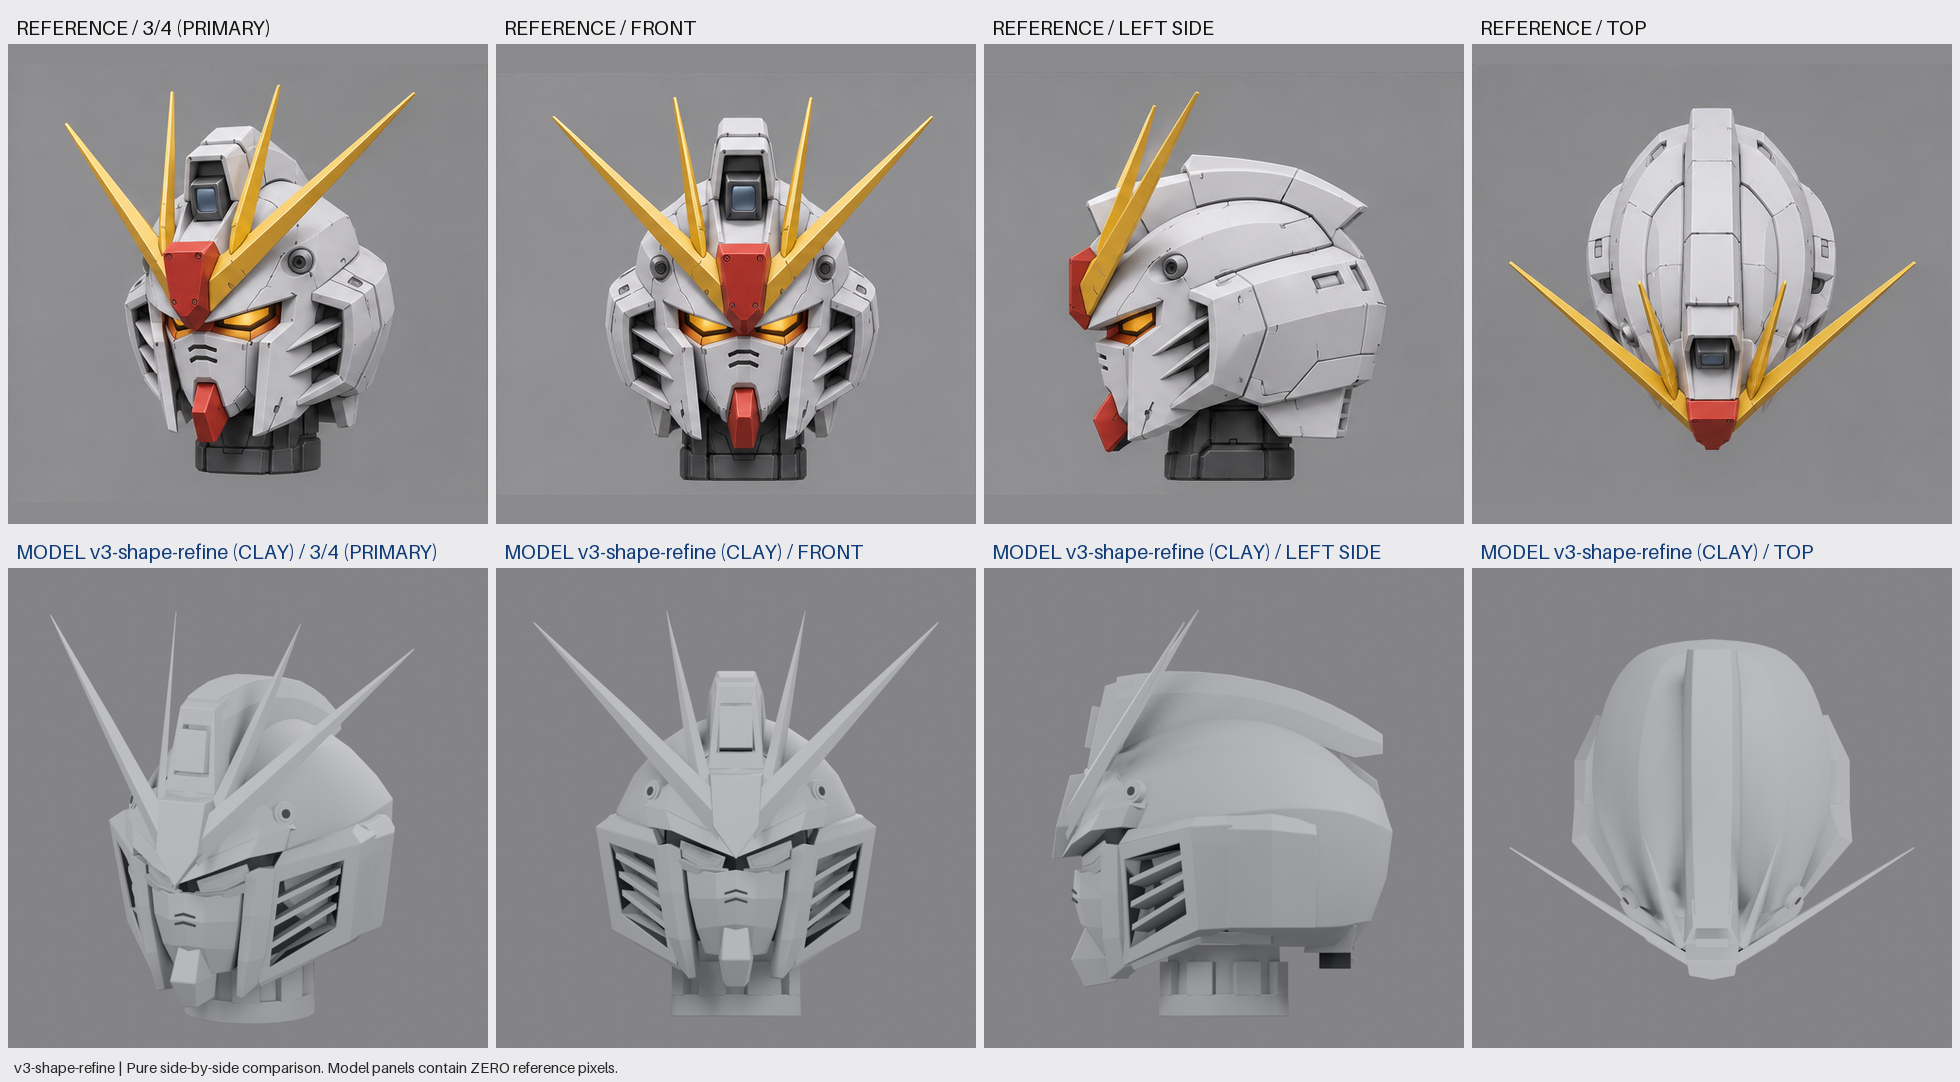 REFERENCE / 3/4 (PRIMARY)
REFERENCE / FRONT
REFERENCE / LEFT SIDE
REFERENCE / TOP
MODEL v3-shape-refine (CLAY) / 3/4 (PRIMARY)
MODEL v3-shape-refine (CLAY) / FRONT
MODEL v3-shape-refine (CLAY) / LEFT SIDE
MODEL v3-shape-refine (CLAY) / TOP
v3-shape-refine | Pure side-by-side comparison. Model panels contain ZERO reference pixels.